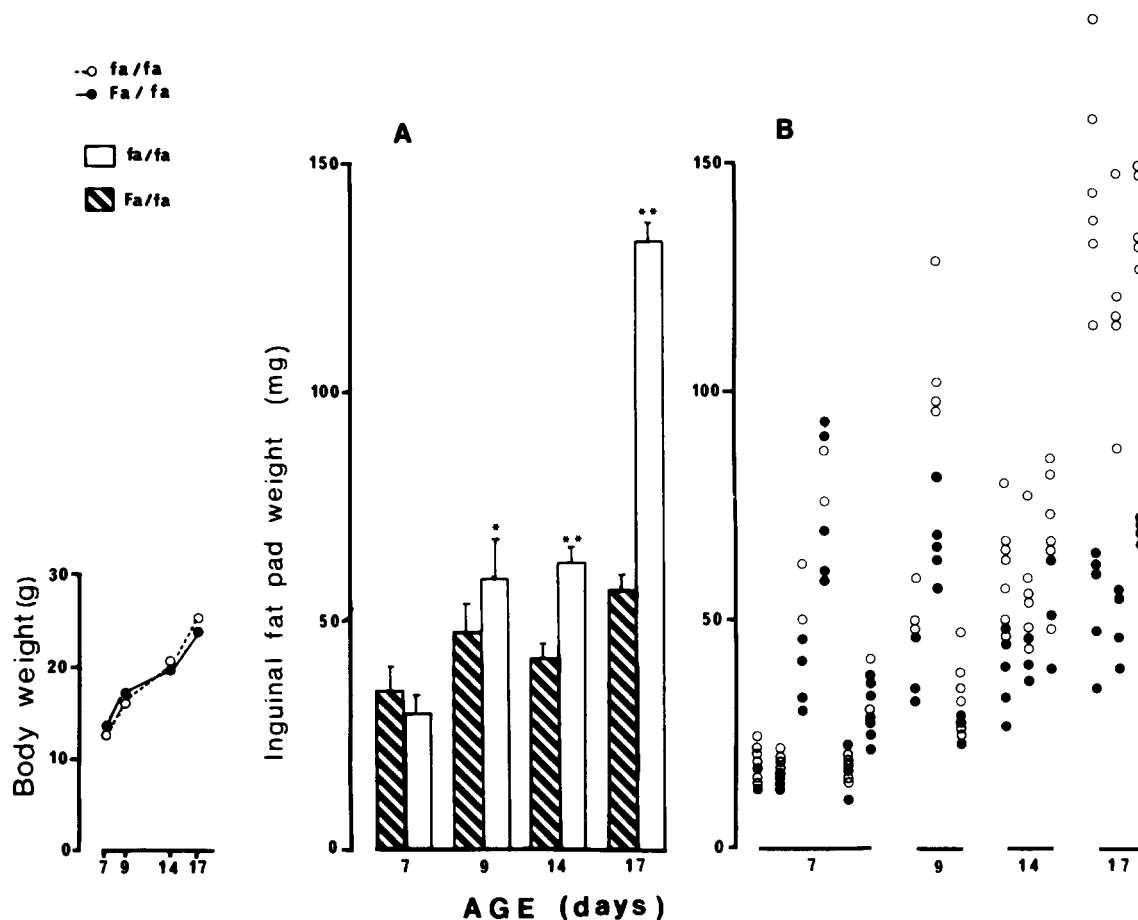 fa/fa
Fa/fa
fa/fa
Fa/fa
Body weight(g)
30
20
10
0
7 9 14 17
A
Inguinal fat pad weight (mg)
150
100
50
0
*
**
**
7 9 14 17
B
150
100
50
0
7 9 14 17
AGE (days)